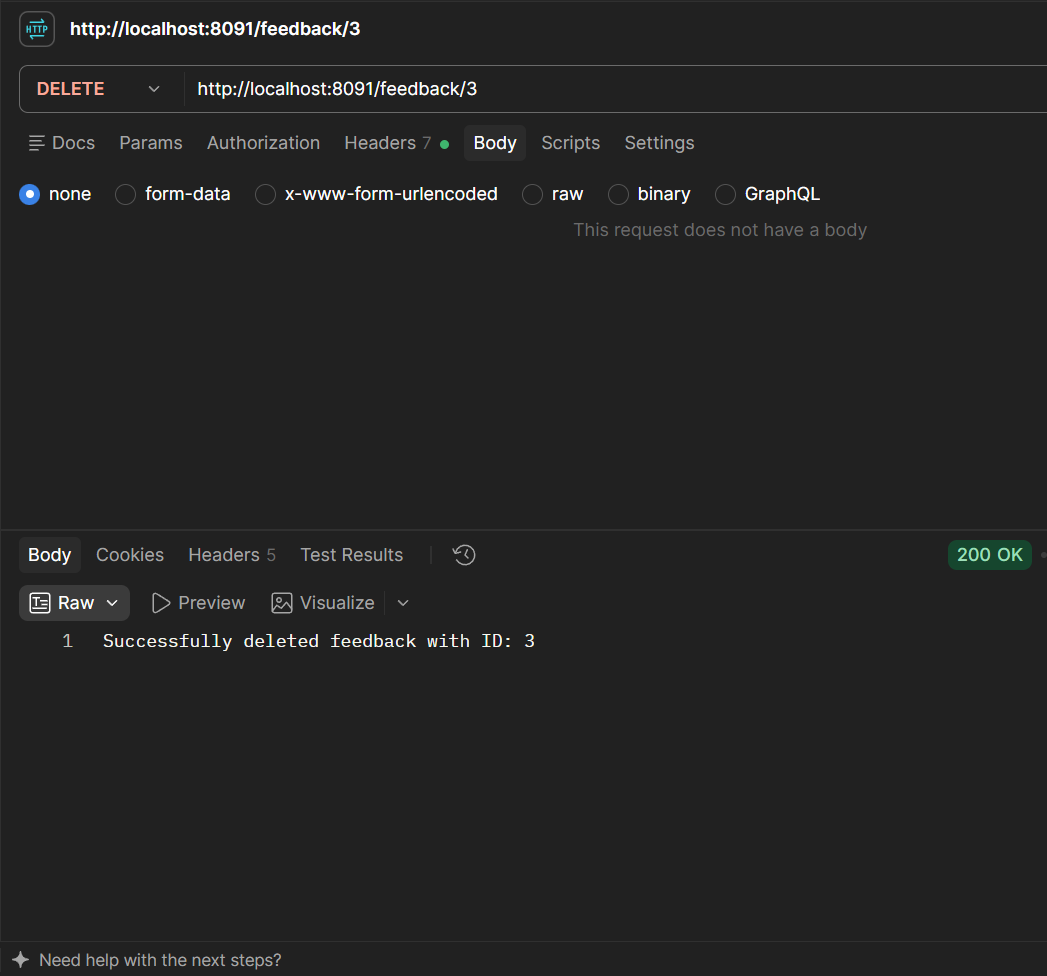 HTTP http://localhost:8091/feedback/3
DELETE http://localhost:8091/feedback/3
Docs Params Authorization Headers 7 Body Scripts Settings
none form-data x-www-form-urlencoded raw binary GraphQL
This request does not have a body
Body Cookies Headers 5 Test Results 200 OK
Raw Preview Visualize
1 Successfully deleted feedback with ID: 3
Need help with the next steps?